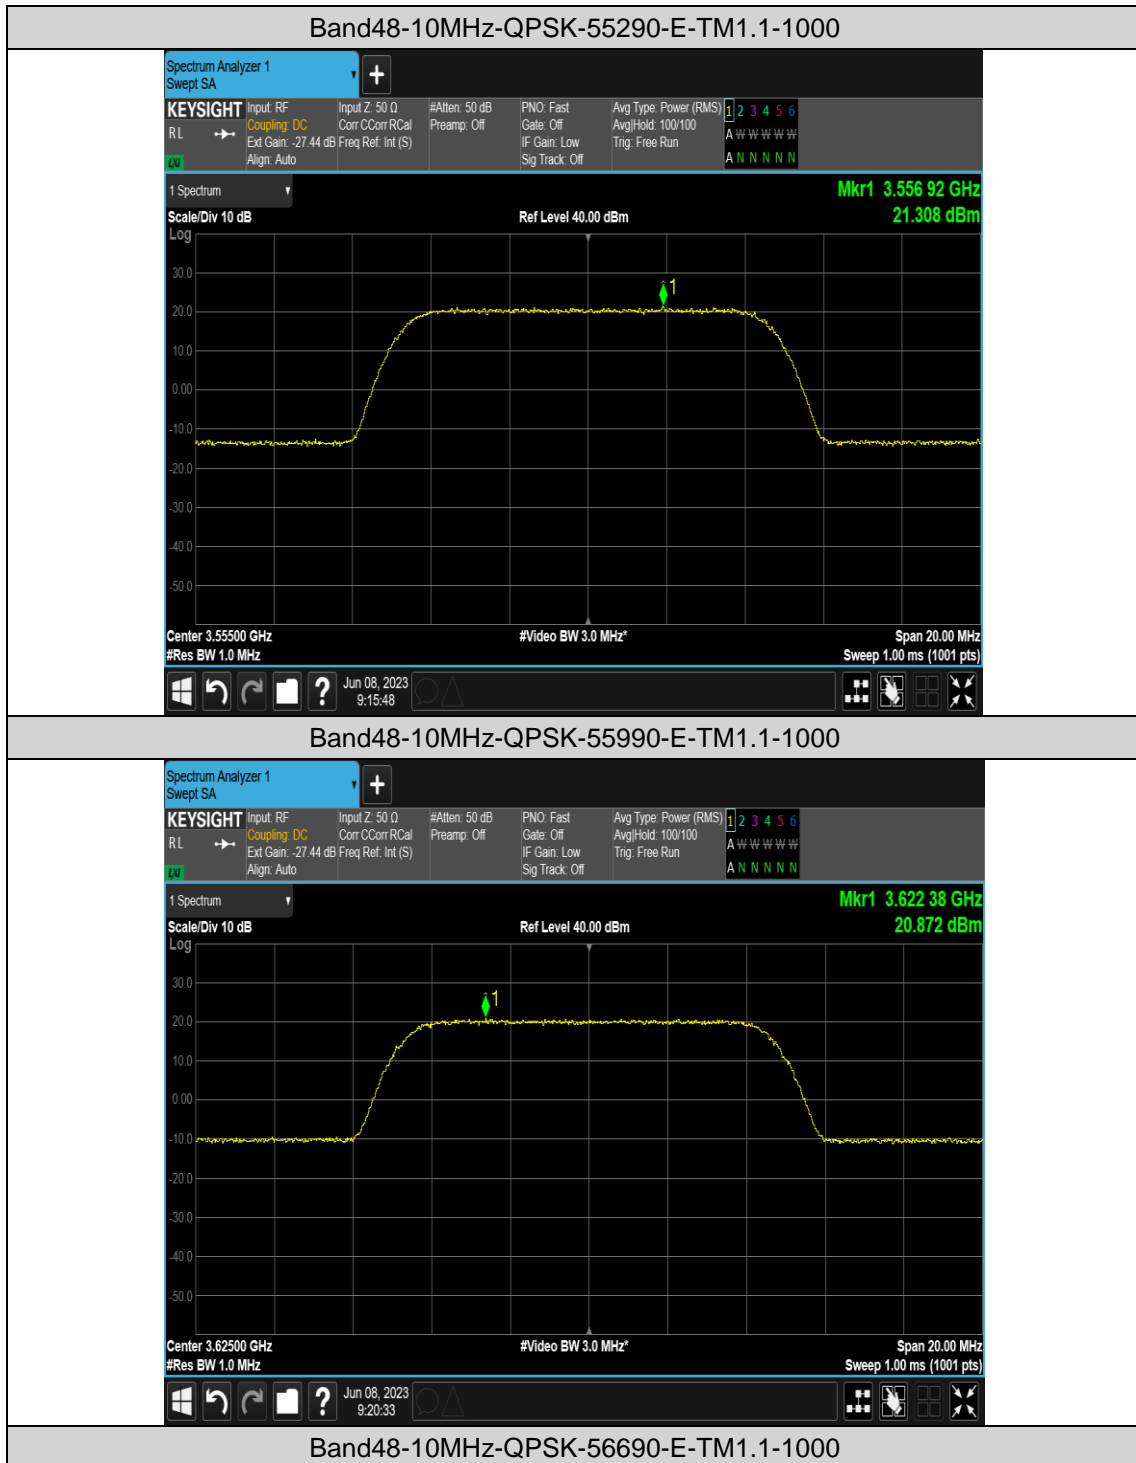 Band48-10MHz-QPSK-55290-E-TM1.1-1000
Spectrum Analyzer 1
Swept SA
+
KEYSIGHT Input: RF Input Z: 50 Ω #Atten: 50 dB PNO: Fast Avg Type: Power (RMS) 1 2 3 4 5 6
RL Coupling: DC Corr CCorr RCal Preamp: Off Gate: Off Avg|Hold: 100/100 A W W W W W
Ext Gain: -27.44 dB Freq Ref: Int (S) IF Gain: Low Trig: Free Run
LXI Align: Auto Sig Track: Off A N N N N N
1 Spectrum Mkr1 3.556 92 GHz
Scale/Div 10 dB Ref Level 40.00 dBm 21.308 dBm
Log
30.0
1
20.0
10.0
0.00
-10.0
-20.0
-30.0
-40.0
-50.0
Center 3.55500 GHz #Video BW 3.0 MHz* Span 20.00 MHz
#Res BW 1.0 MHz Sweep 1.00 ms (1001 pts)
? Jun 08, 2023
9:15:48
Band48-10MHz-QPSK-55990-E-TM1.1-1000
Spectrum Analyzer 1
Swept SA
+
KEYSIGHT Input: RF Input Z: 50 Ω #Atten: 50 dB PNO: Fast Avg Type: Power (RMS) 1 2 3 4 5 6
RL Coupling: DC Corr CCorr RCal Preamp: Off Gate: Off Avg|Hold: 100/100 A W W W W W
Ext Gain: -27.44 dB Freq Ref: Int (S) IF Gain: Low Trig: Free Run
LXI Align: Auto Sig Track: Off A N N N N N
1 Spectrum Mkr1 3.622 38 GHz
Scale/Div 10 dB Ref Level 40.00 dBm 20.872 dBm
Log
30.0
1
20.0
10.0
0.00
-10.0
-20.0
-30.0
-40.0
-50.0
Center 3.62500 GHz #Video BW 3.0 MHz* Span 20.00 MHz
#Res BW 1.0 MHz Sweep 1.00 ms (1001 pts)
? Jun 08, 2023
9:20:33
Band48-10MHz-QPSK-56690-E-TM1.1-1000